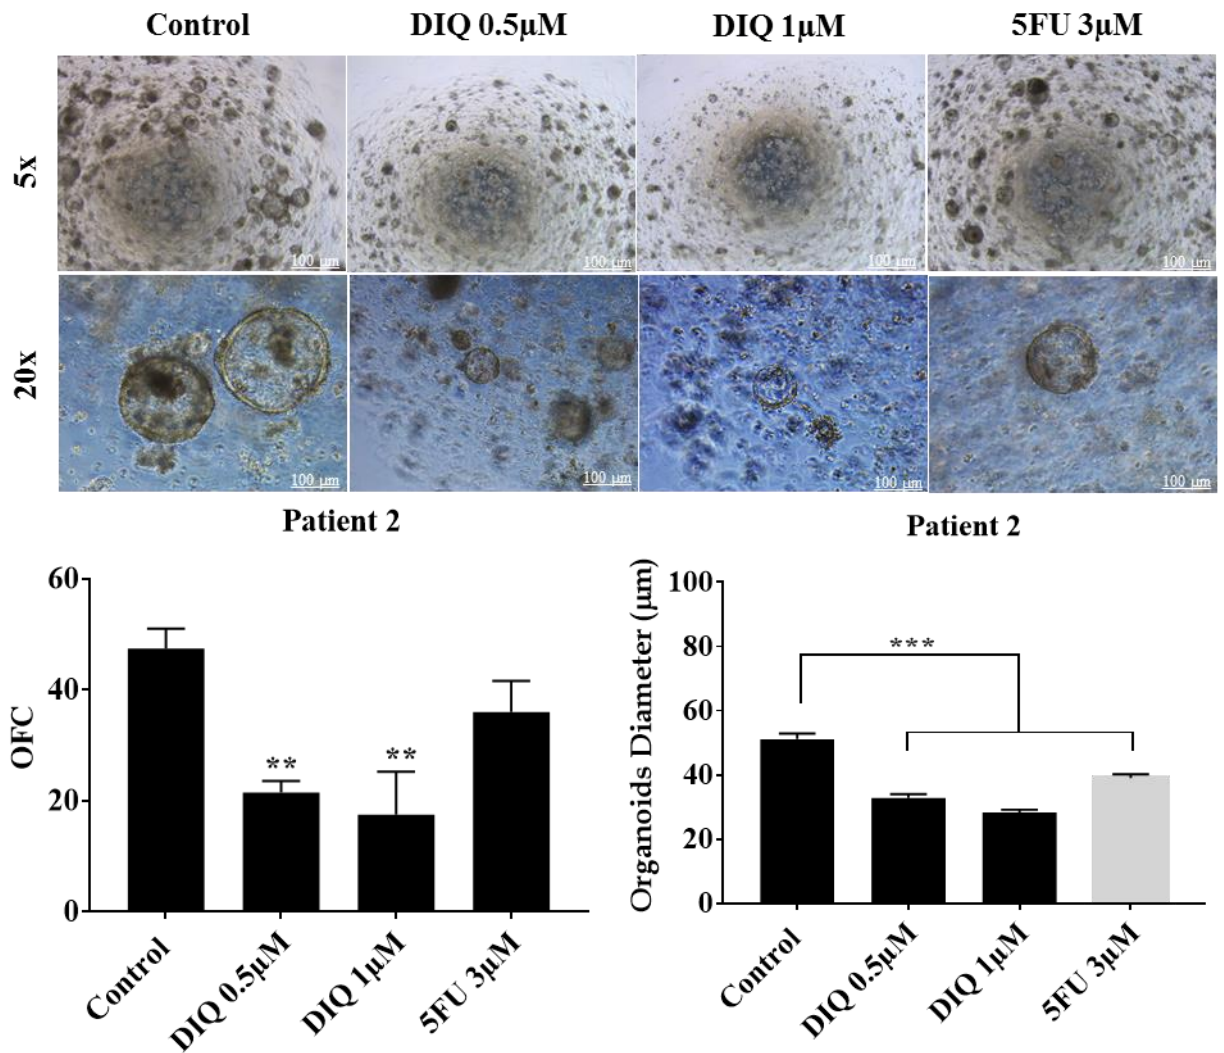 Control DIQ 0.5µM DIQ 1µM 5FU 3µM
5x
100 µm 100 µm 100 µm 100 µm
20x
100 µm 100 µm 100 µm 100 µm
Patient 2
OFC
60
40
20
0
** **
Control DIQ 0.5µM DIQ 1µM 5FU 3µM
Patient 2
Organoids Diameter (µm)
100
80
60
40
20
0
***
Control DIQ 0.5µM DIQ 1µM 5FU 3µM